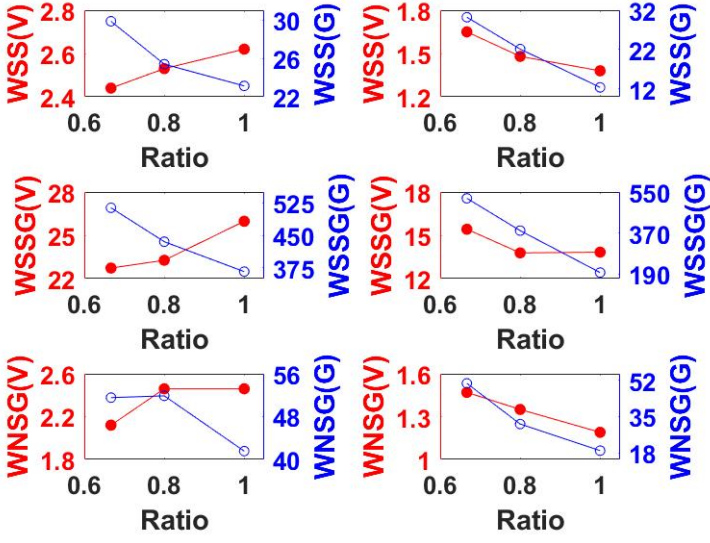 WSS(V)
2.8
2.6
2.4
30
26
22
WSS(G)
0.6 0.8 1
Ratio
WSS(V)
1.8
1.5
1.2
32
22
12
WSS(G)
0.6 0.8 1
Ratio
WSSG(V)
28
25
22
525
450
375
WSSG(G)
0.6 0.8 1
Ratio
WSSG(V)
18
15
12
550
370
190
WSSG(G)
0.6 0.8 1
Ratio
WNSG(V)
2.6
2.2
1.8
56
48
40
WNSG(G)
0.6 0.8 1
Ratio
WNSG(V)
1.6
1.3
1
52
35
18
WNSG(G)
0.6 0.8 1
Ratio